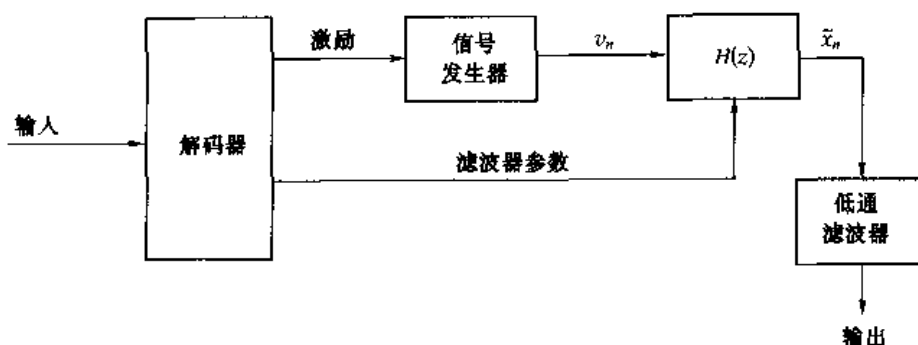 激励
信号
发生器
v_n
H(z)
x̃_n
输入
解码器
滤波器参数
低通
滤波器
输出